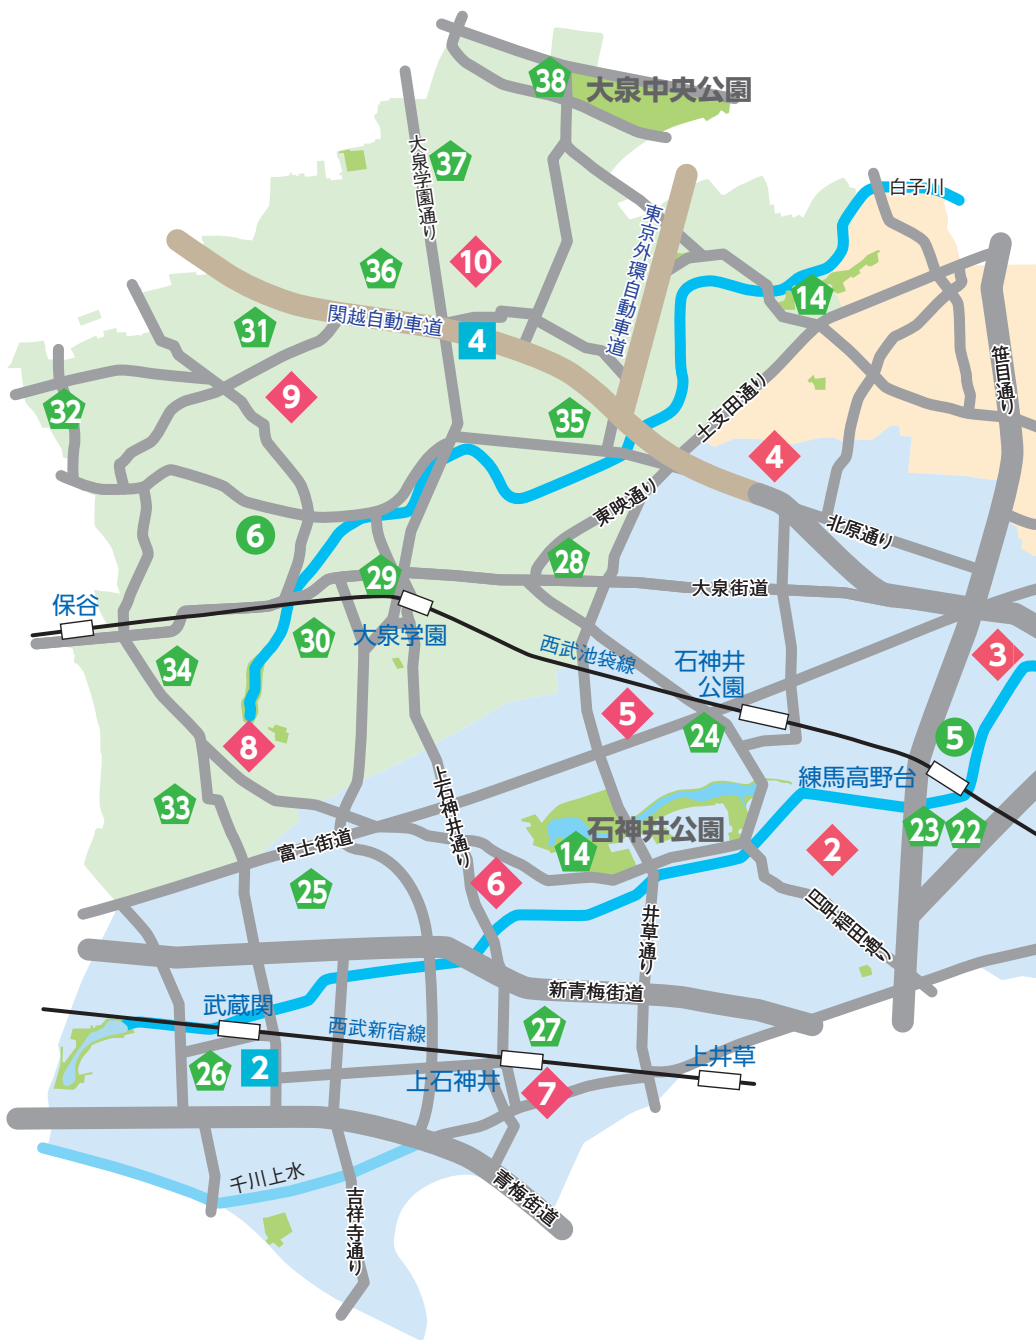 38
大泉中央公園
37
大泉学園通り
白子川
東京外環自動車道
10
36
14
31
関越自動車道
4
笹目通り
9
32
35
土支田通り
4
東映通り
6
北原通り
28
29
大泉街道
保谷
大泉学園
30
西武池袋線
石神井
公園
3
34
5
24
8
5
練馬高野台
33
上石神井通り
石神井公園
14
23
22
2
富士街道
6
25
旧早稲田通り
井草通り
新青梅街道
武蔵関
西武新宿線
27
26
2
上石神井
上井草
7
千川上水
吉祥寺通り
青梅街道